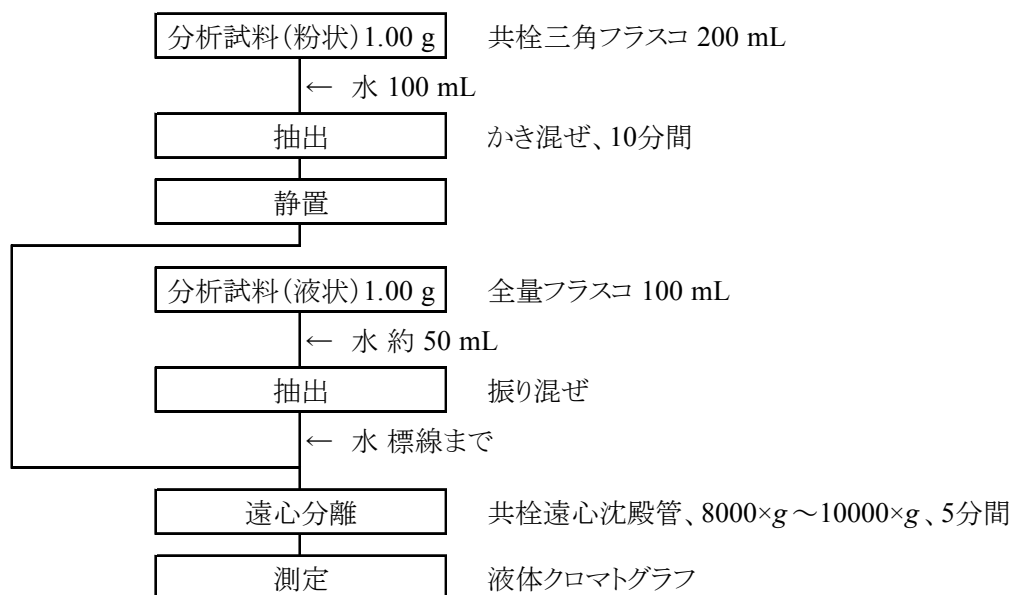 分析試料(粉状)1.00 g 共栓三角フラスコ 200 mL
← 水 100 mL
抽出 かき混ぜ、10分間
静置
分析試料(液状)1.00 g 全量フラスコ 100 mL
← 水 約 50 mL
抽出 振り混ぜ
← 水 標線まで
遠心分離 共栓遠心沈殿管、8000×g~10000×g、5分間
測定 液体クロマトグラフ